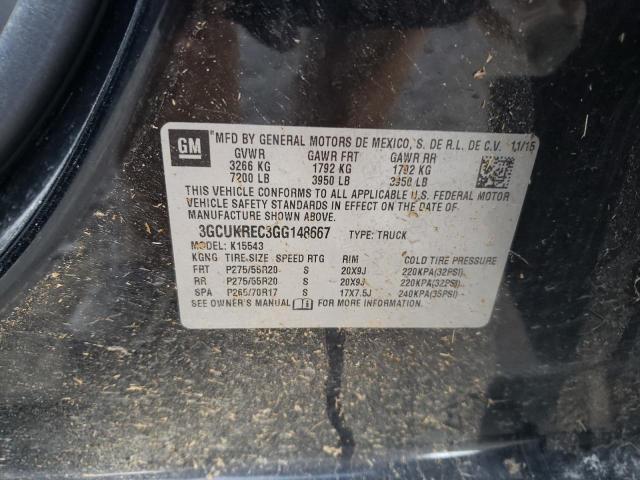 GM MFD BY GENERAL MOTORS DE MEXICO, S. DE R.L. DE C.V. 11/15
GVWR GAWR FRT GAWR RR
3266 KG 1792 KG 1792 KG
7200 LB 3950 LB 3950 LB
THIS VEHICLE CONFORMS TO ALL APPLICABLE U.S. FEDERAL MOTOR
VEHICLE SAFETY STANDARDS IN EFFECT ON THE DATE OF
MANUFACTURE SHOWN ABOVE.
3GCUKREC3GG148667 TYPE: TRUCK
MODEL: K15543
KGNG TIRE SIZE SPEED RTG RIM COLD TIRE PRESSURE
FRT P275/55R20 S 20X9J 220KPA(32PSI)
RR P275/55R20 S 20X9J 220KPA(32PSI)
SPA P265/70R17 S 17X7.5J 240KPA(35PSI)
SEE OWNER'S MANUAL FOR MORE INFORMATION.